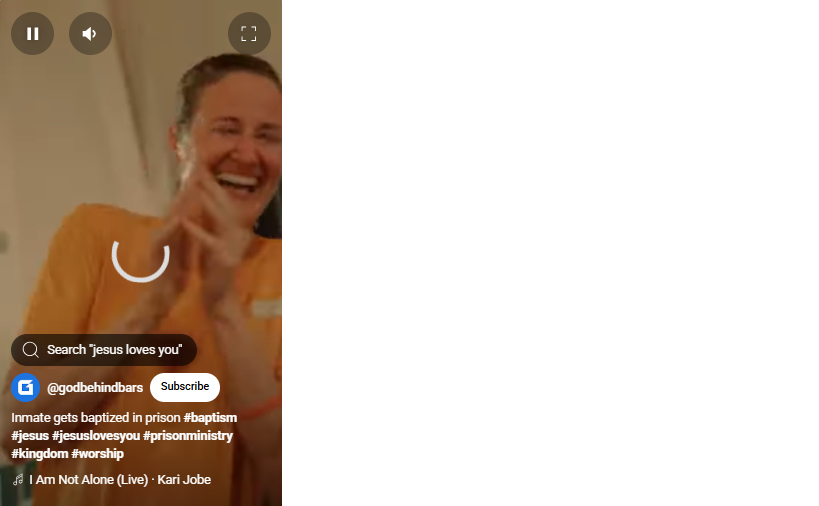 Search "jesus loves you"
@godbehindbars Subscribe
Inmate gets baptized in prison #baptism
#jesus #jesuslovesyou #prisonministry
#kingdom #worship
I Am Not Alone (Live) · Kari Jobe